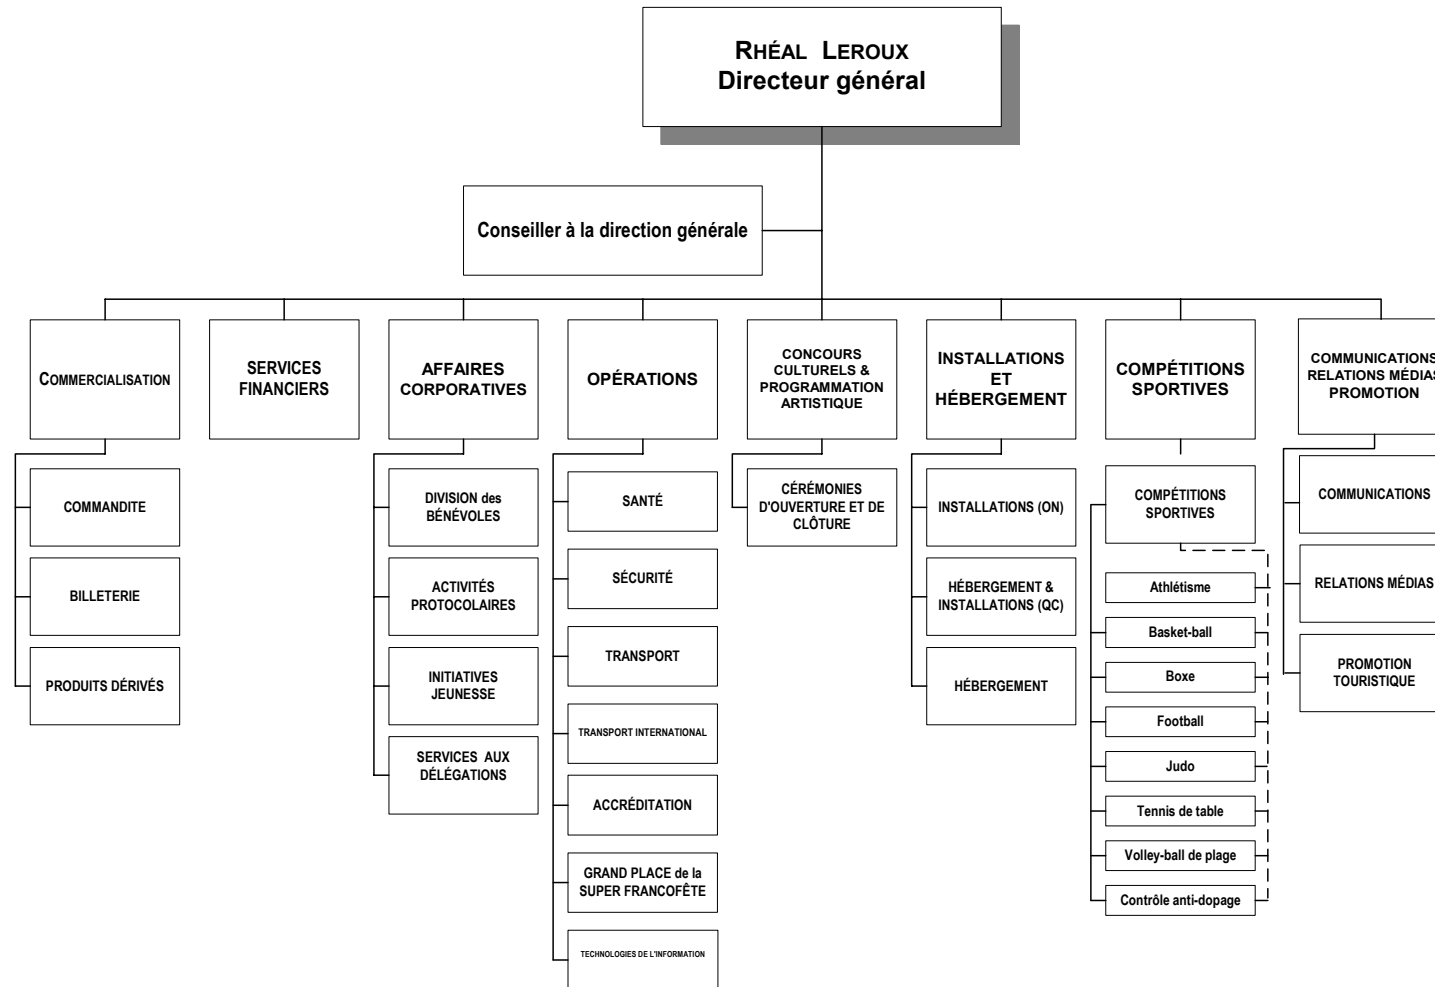 RHÉAL LEROUX
Directeur général
Conseiller à la direction générale
COMMERCIALISATION
SERVICES
FINANCIERS
AFFAIRES
CORPORATIVES
OPÉRATIONS
CONCOURS
CULTURELS &
PROGRAMMATION
ARTISTIQUE
INSTALLATIONS
ET
HÉBERGEMENT
COMPÉTITIONS
SPORTIVES
COMMUNICATIONS
RELATIONS MÉDIAS
PROMOTION
COMMANDITE
BILLETERIE
PRODUITS DÉRIVÉS
DIVISION des
BÉNÉVOLES
ACTIVITÉS
PROTOCOLAIRES
INITIATIVES
JEUNESSE
SERVICES AUX
DÉLÉGATIONS
SANTÉ
SÉCURITÉ
TRANSPORT
TRANSPORT INTERNATIONAL
ACCRÉDITATION
GRAND PLACE de la
SUPER FRANCOFÊTE
TECHNOLOGIES DE L'INFORMATION
CÉRÉMONIES
D'OUVERTURE ET DE
CLÔTURE
INSTALLATIONS (ON)
HÉBERGEMENT &
INSTALLATIONS (QC)
HÉBERGEMENT
COMPÉTITIONS
SPORTIVES
Athlétisme
Basket-ball
Boxe
Football
Judo
Tennis de table
Volley-ball de plage
Contrôle anti-dopage
COMMUNICATIONS
RELATIONS MÉDIAS
PROMOTION
TOURISTIQUE